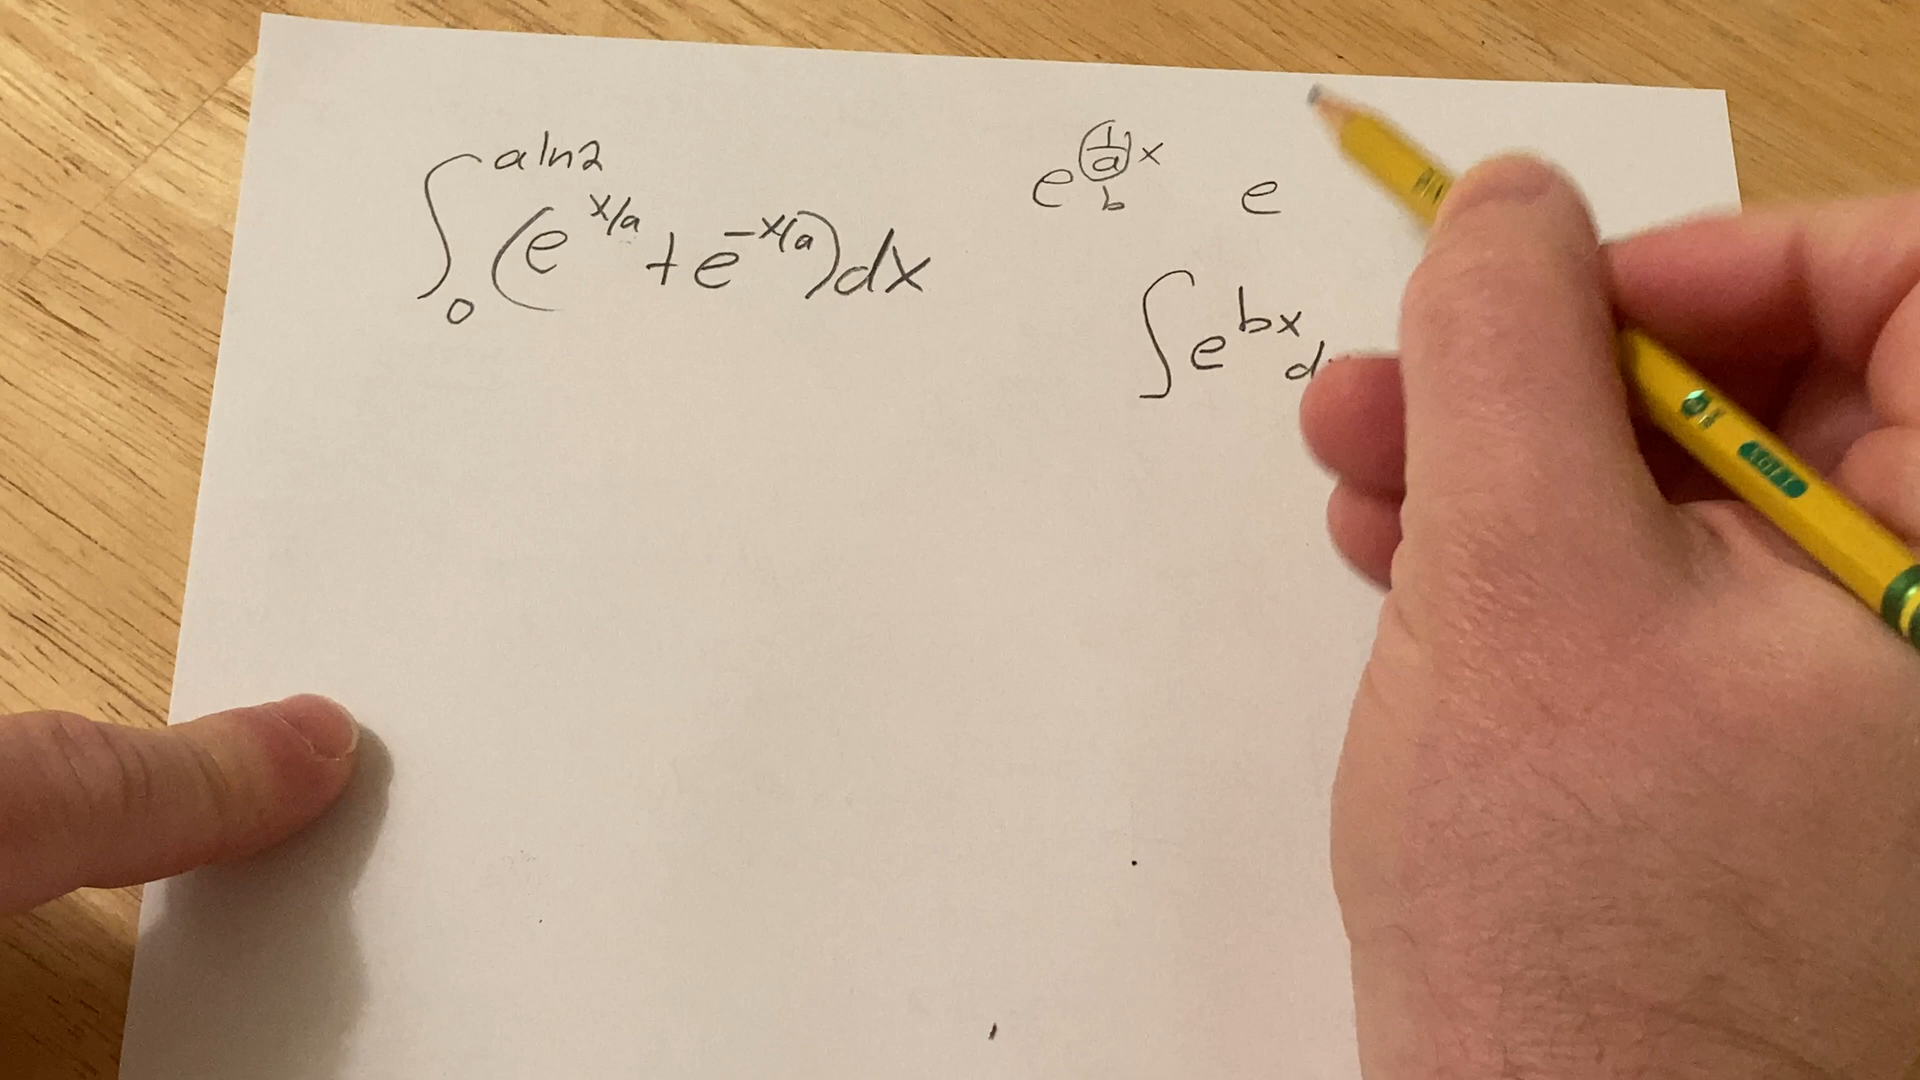 ∫₀^{a ln2} (e^{x/a} + e^{-x/a}) dx
e^{(1/a)x} e
b
∫ e^{bx} d